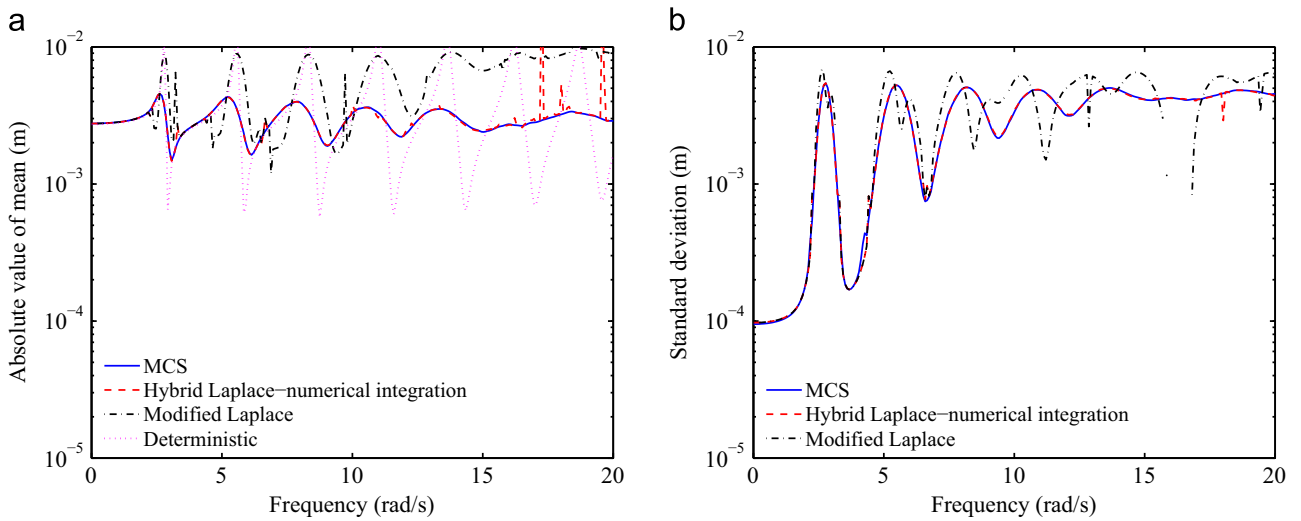 a
Absolute value of mean (m)
10⁻²
10⁻³
10⁻⁴
10⁻⁵
MCS
Hybrid Laplace−numerical integration
Modified Laplace
Deterministic
0 5 10 15 20
Frequency (rad/s)
b
Standard deviation (m)
10⁻²
10⁻³
10⁻⁴
10⁻⁵
MCS
Hybrid Laplace−numerical integration
Modified Laplace
0 5 10 15 20
Frequency (rad/s)